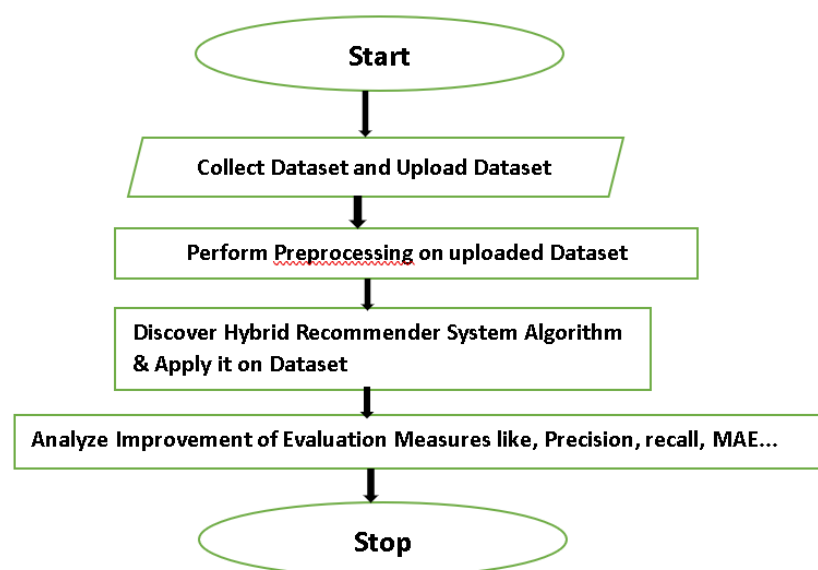 Start
Collect Dataset and Upload Dataset
Perform Preprocessing on uploaded Dataset
Discover Hybrid Recommender System Algorithm
& Apply it on Dataset
Analyze Improvement of Evaluation Measures like, Precision, recall, MAE...
Stop